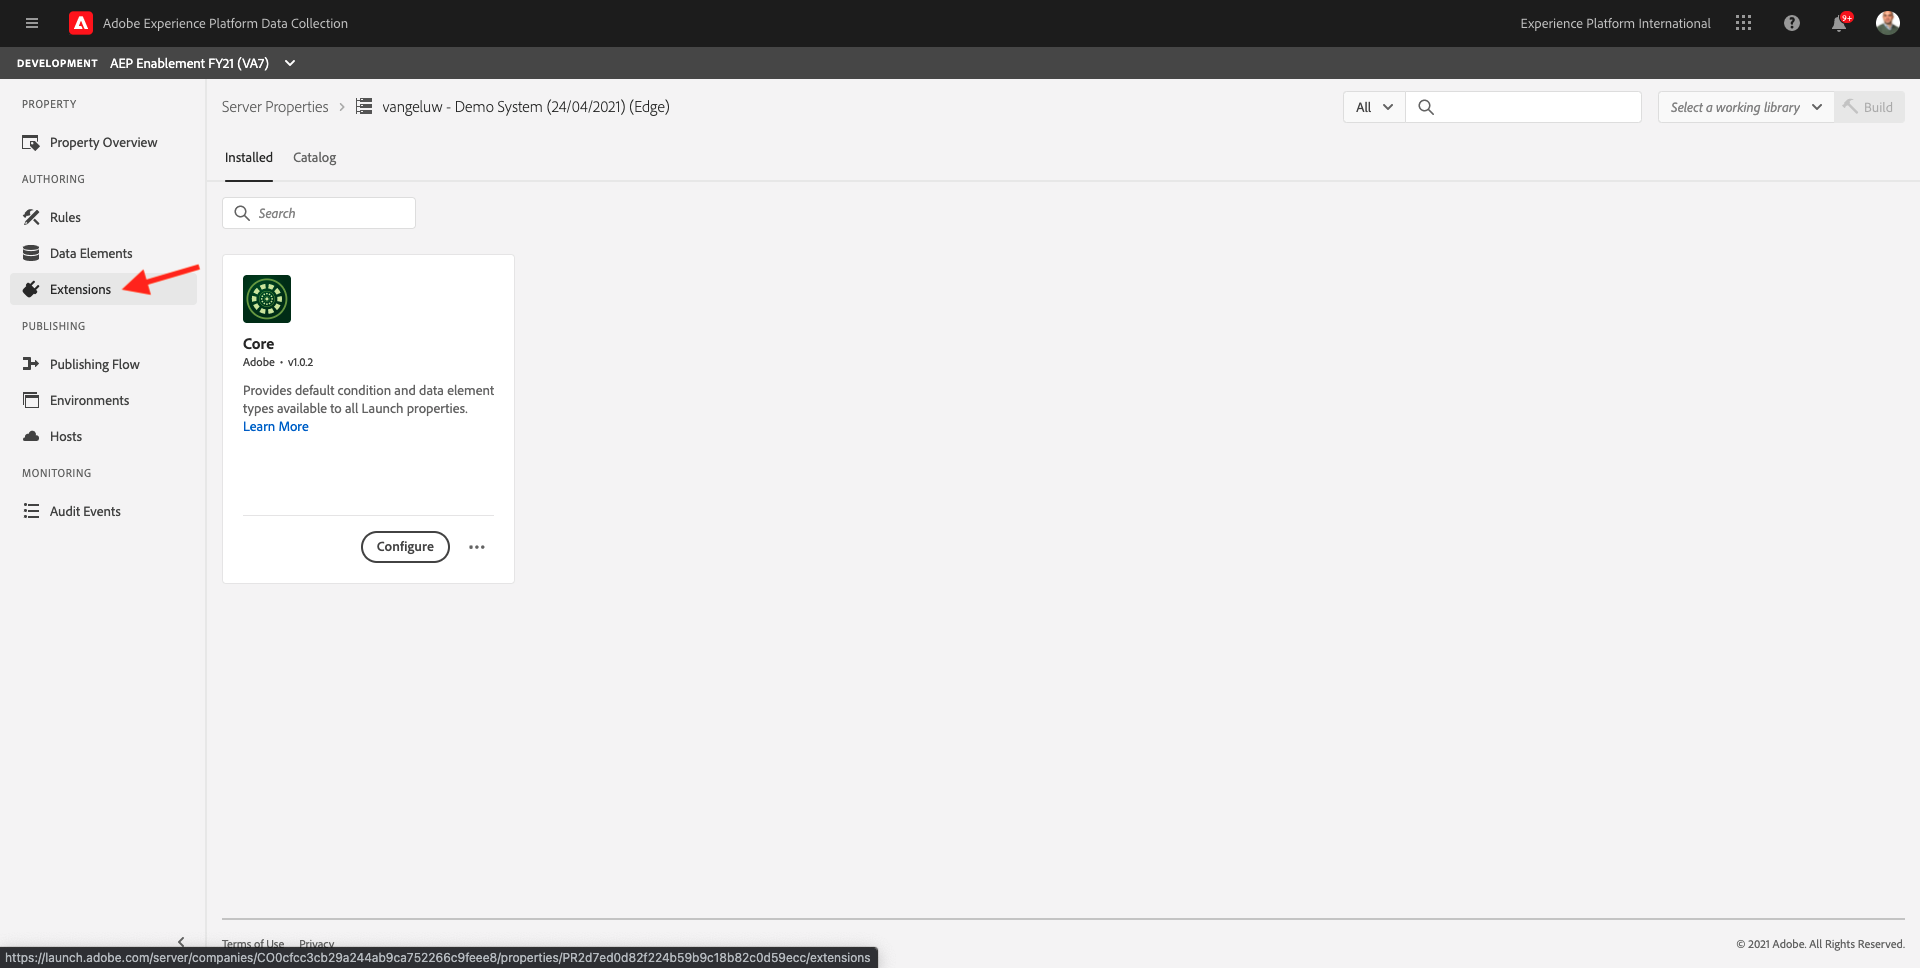 Adobe Experience Platform Data Collection
Experience Platform International
9+
DEVELOPMENT AEP Enablement FY21 (VA7)
PROPERTY
Property Overview
AUTHORING
Rules
Data Elements
Extensions
PUBLISHING
Publishing Flow
Environments
Hosts
MONITORING
Audit Events
Server Properties > vangeluw - Demo System (24/04/2021) (Edge)
All
Select a working library
Build
Installed Catalog
Search
Core
Adobe • v1.0.2
Provides default condition and data element
types available to all Launch properties.
Learn More
Configure
Terms of Use Privacy
© 2021 Adobe. All Rights Reserved.
https://launch.adobe.com/server/companies/CO0cfcc3cb29a244ab9ca752266c9feee8/properties/PR2d7ed0d82f224b59b9c18b82c0d59ecc/extensions